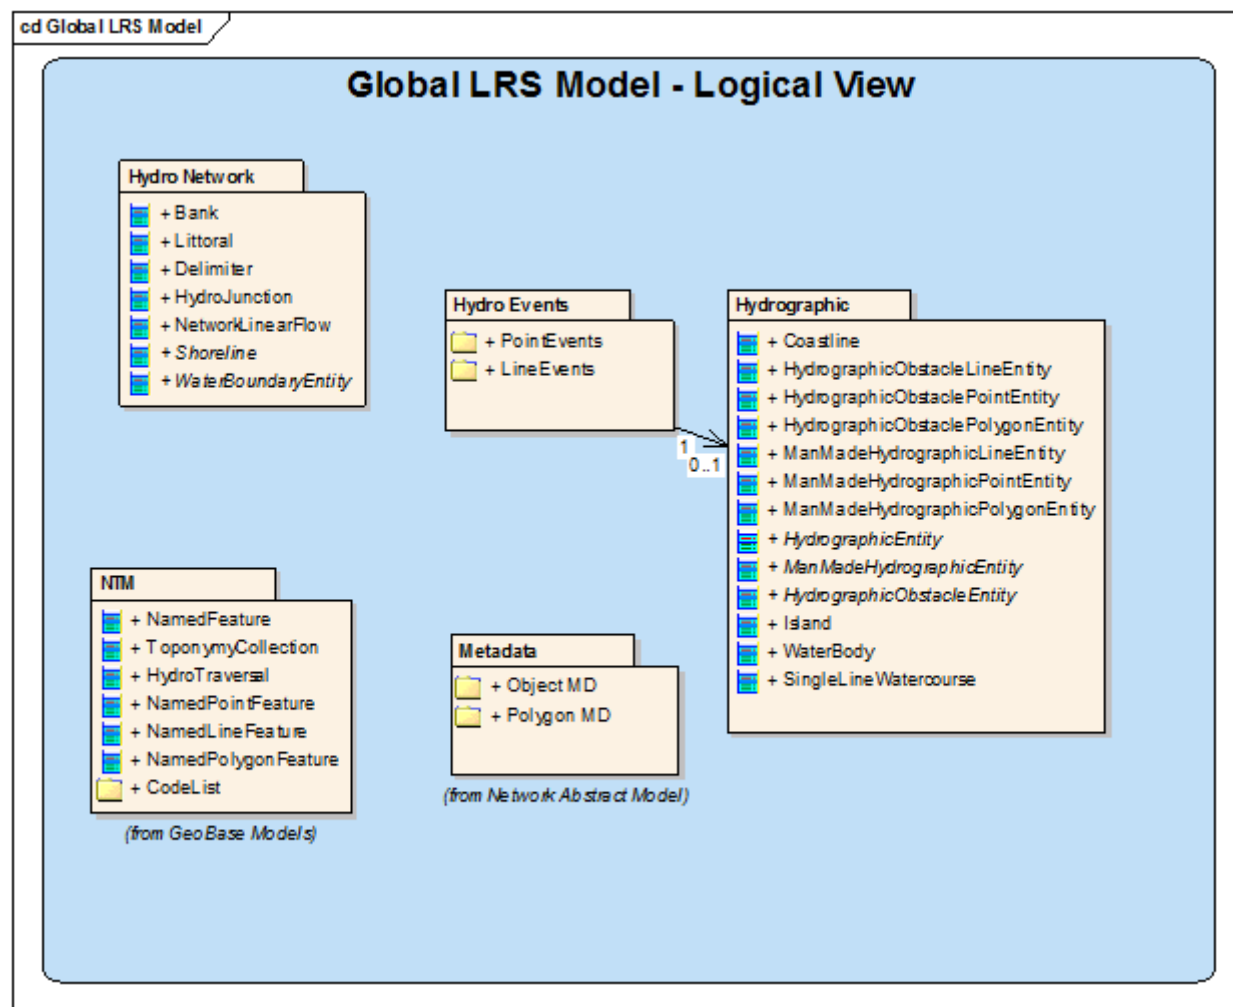 cd Global LRS Model
Global LRS Model - Logical View
Hydro Network
+ Bank
+ Littoral
+ Delimiter
+ HydroJunction
+ NetworkLinearFlow
+ Shoreline
+ WaterBoundaryEntity
Hydro Events
+ PointEvents
+ LineEvents
1
0..1
Hydrographic
+ Coastline
+ HydrographicObstacleLineEntity
+ HydrographicObstaclePointEntity
+ HydrographicObstaclePolygonEntity
+ ManMadeHydrographicLineEntity
+ ManMadeHydrographicPointEntity
+ ManMadeHydrographicPolygonEntity
+ HydrographicEntity
+ ManMadeHydrographicEntity
+ HydrographicObstacleEntity
+ Island
+ WaterBody
+ SingleLineWatercourse
NTM
+ NamedFeature
+ ToponymyCollection
+ HydroTraversal
+ NamedPointFeature
+ NamedLineFeature
+ NamedPolygonFeature
+ CodeList
(from GeoBase Models)
Metadata
+ Object MD
+ Polygon MD
(from Network Abstract Model)